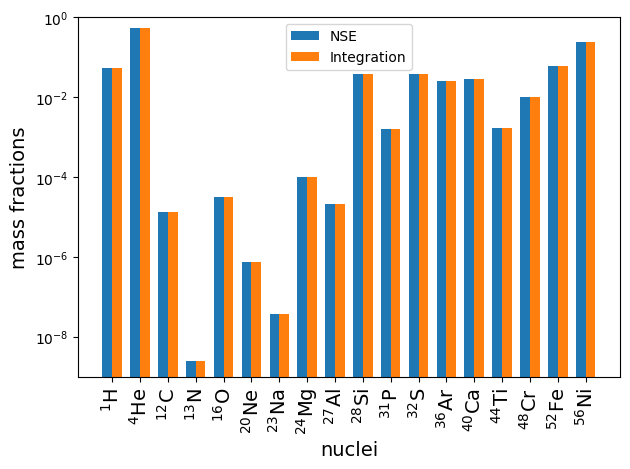 10⁰
10⁻²
10⁻⁴
10⁻⁶
10⁻⁸
mass fractions
NSE
Integration
¹H
⁴He
¹²C
¹³N
¹⁶O
²⁰Ne
²³Na
²⁴Mg
²⁷Al
²⁸Si
³¹P
³²S
³⁶Ar
⁴⁰Ca
⁴⁴Ti
⁴⁸Cr
⁵²Fe
⁵⁶Ni
nuclei